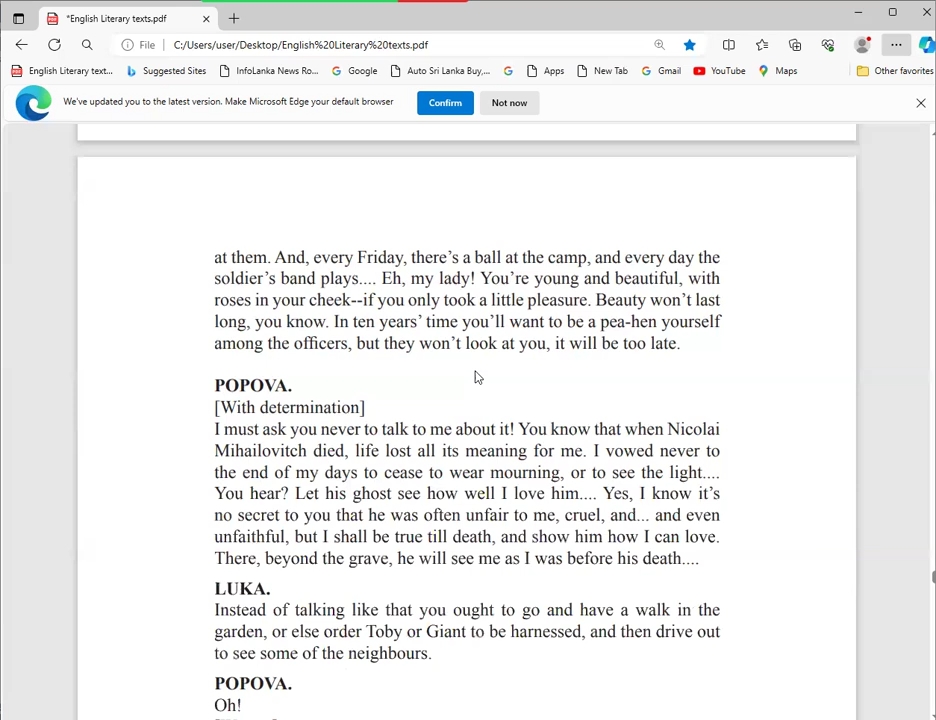 *English Literary texts.pdf
File
C:/Users/user/Desktop/English%20Literary%20texts.pdf
English Literary text...
Suggested Sites
InfoLanka News Ro...
Google
Auto Sri Lanka Buy,...
Apps
New Tab
Gmail
YouTube
Maps
Other favorites
We've updated you to the latest version. Make Microsoft Edge your default browser
Confirm
Not now
at them. And, every Friday, there's a ball at the camp, and every day the
soldier's band plays.... Eh, my lady! You're young and beautiful, with
roses in your cheek--if you only took a little pleasure. Beauty won't last
long, you know. In ten years' time you'll want to be a pea-hen yourself
among the officers, but they won't look at you, it will be too late.
POPOVA.
[With determination]
I must ask you never to talk to me about it! You know that when Nicolai
Mihailovitch died, life lost all its meaning for me. I vowed never to
the end of my days to cease to wear mourning, or to see the light....
You hear? Let his ghost see how well I love him.... Yes, I know it's
no secret to you that he was often unfair to me, cruel, and... and even
unfaithful, but I shall be true till death, and show him how I can love.
There, beyond the grave, he will see me as I was before his death....
LUKA.
Instead of talking like that you ought to go and have a walk in the
garden, or else order Toby or Giant to be harnessed, and then drive out
to see some of the neighbours.
POPOVA.
Oh!